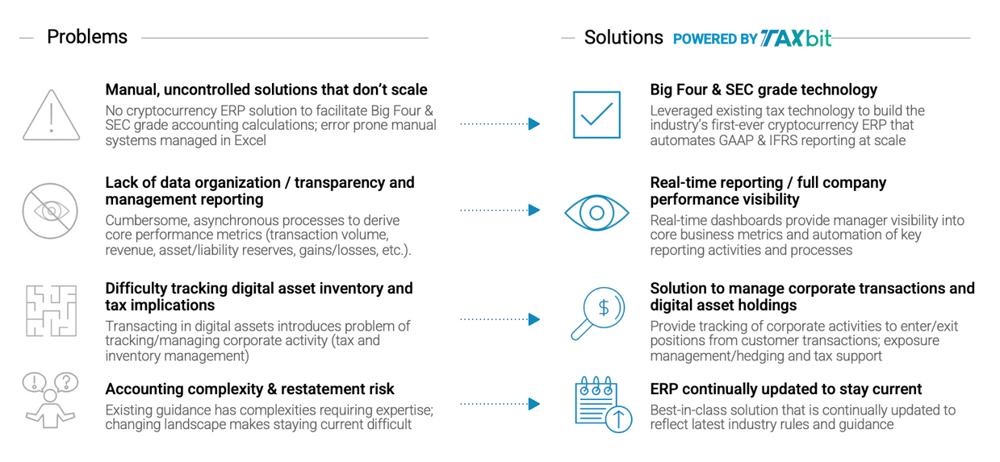 Problems
Solutions POWERED BY TAXbit
Manual, uncontrolled solutions that don't scale
No cryptocurrency ERP solution to facilitate Big Four &
SEC grade accounting calculations; error prone manual
systems managed in Excel
Big Four & SEC grade technology
Leveraged existing tax technology to build the
industry's first-ever cryptocurrency ERP that
automates GAAP & IFRS reporting at scale
Lack of data organization / transparency and
management reporting
Cumbersome, asynchronous processes to derive
core performance metrics (transaction volume,
revenue, asset/liability reserves, gains/losses, etc.).
Real-time reporting / full company
performance visibility
Real-time dashboards provide manager visibility into
core business metrics and automation of key
reporting activities and processes
Difficulty tracking digital asset inventory and
tax implications
Transacting in digital assets introduces problem of
tracking/managing corporate activity (tax and
inventory management)
$
Solution to manage corporate transactions and
digital asset holdings
Provide tracking of corporate activities to enter/exit
positions from customer transactions; exposure
management/hedging and tax support
! ?
Accounting complexity & restatement risk
Existing guidance has complexities requiring expertise;
changing landscape makes staying current difficult
ERP continually updated to stay current
Best-in-class solution that is continually updated to
reflect latest industry rules and guidance